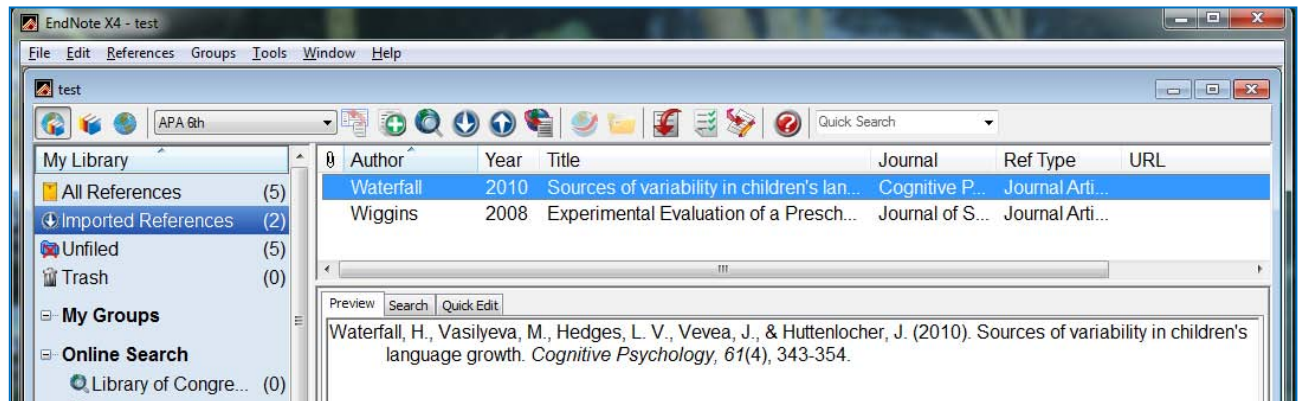 EndNote X4 - test
File Edit References Groups Tools Window Help
test
APA 6th Quick Search
My Library
All References (5)
Imported References (2)
Unfiled (5)
Trash (0)
My Groups
Online Search
Library of Congre... (0)
Author Year Title Journal Ref Type URL
Waterfall 2010 Sources of variability in children's lan... Cognitive P... Journal Arti...
Wiggins 2008 Experimental Evaluation of a Presch... Journal of S... Journal Arti...
Preview Search Quick Edit
Waterfall, H., Vasilyeva, M., Hedges, L. V., Vevea, J., & Huttenlocher, J. (2010). Sources of variability in children's
language growth. Cognitive Psychology, 61(4), 343-354.